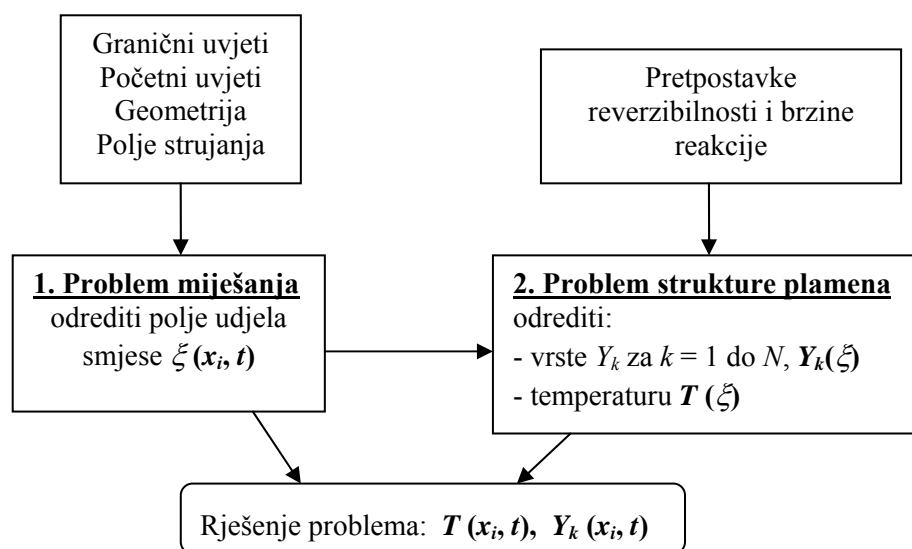 Granični uvjeti
Početni uvjeti
Geometrija
Polje strujanja
Pretpostavke
reverzibilnosti i brzine
reakcije
1. Problem miješanja
odrediti polje udjela
smjese ξ (xᵢ, t)
2. Problem strukture plamena
odrediti:
- vrste Yₖ za k = 1 do N, Yₖ(ξ)
- temperaturu T (ξ)
Rješenje problema: T (xᵢ, t), Yₖ (xᵢ, t)